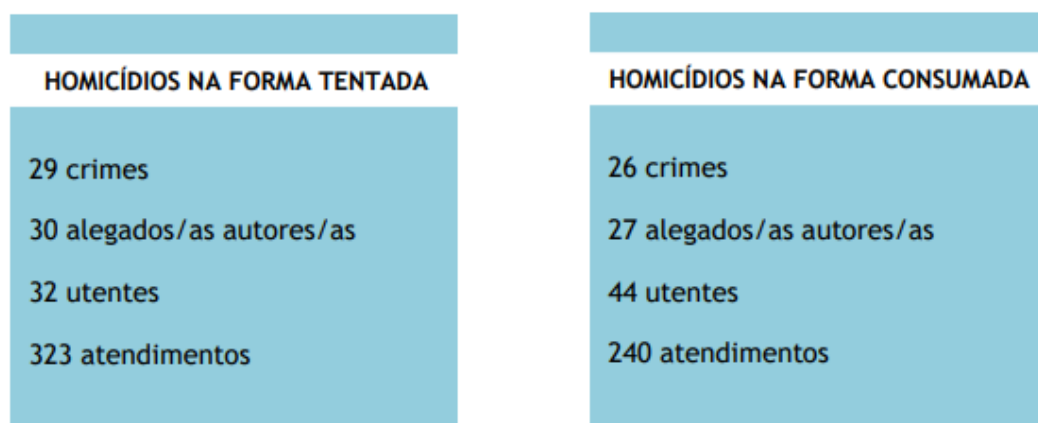 HOMICÍDIOS NA FORMA TENTADA
29 crimes
30 alegados/as autores/as
32 utentes
323 atendimentos
HOMICÍDIOS NA FORMA CONSUMADA
26 crimes
27 alegados/as autores/as
44 utentes
240 atendimentos